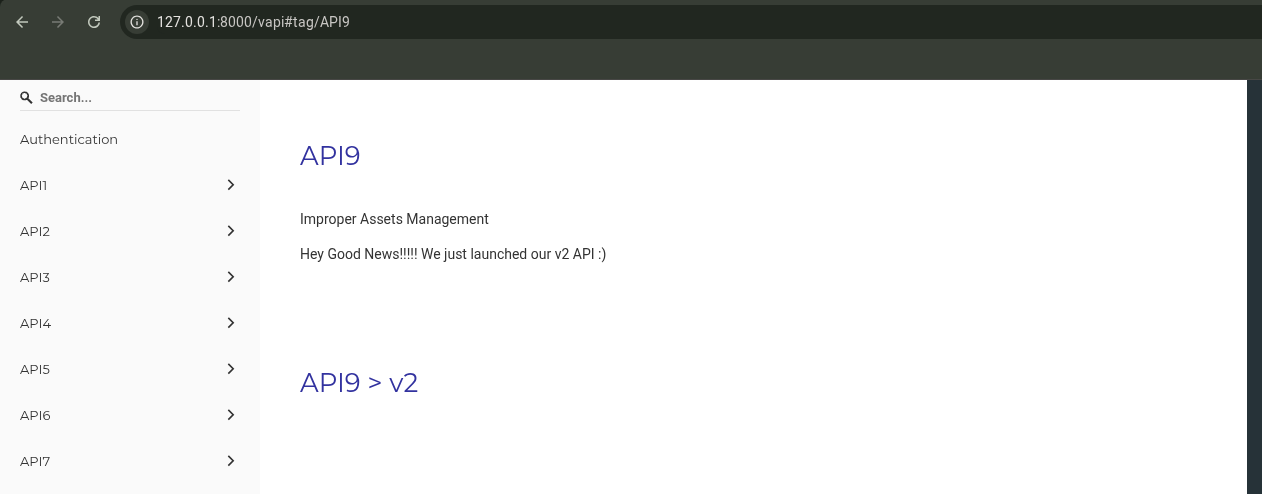 127.0.0.1:8000/vapi#tag/API9
Search...
Authentication
API1
API2
API3
API4
API5
API6
API7
API9
Improper Assets Management
Hey Good News!!!!! We just launched our v2 API :)
API9 > v2